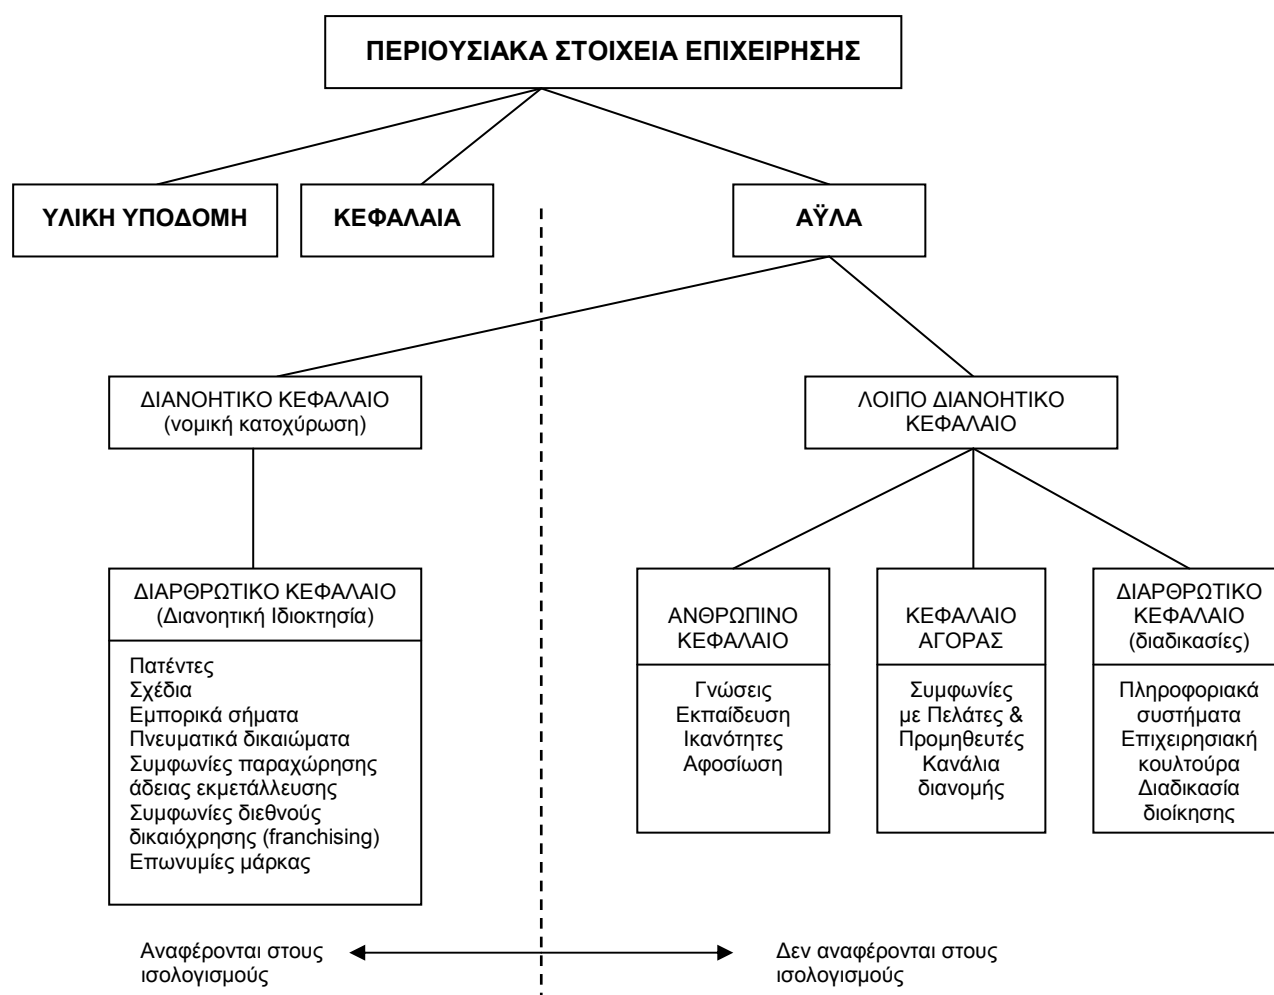 ΠΕΡΙΟΥΣΙΑΚΑ ΣΤΟΙΧΕΙΑ ΕΠΙΧΕΙΡΗΣΗΣ
ΥΛΙΚΗ ΥΠΟΔΟΜΗ
ΚΕΦΑΛΑΙΑ
ΑΫΛΑ
ΔΙΑΝΟΗΤΙΚΟ ΚΕΦΑΛΑΙΟ
(νομική κατοχύρωση)
ΛΟΙΠΟ ΔΙΑΝΟΗΤΙΚΟ
ΚΕΦΑΛΑΙΟ
ΔΙΑΡΘΡΩΤΙΚΟ ΚΕΦΑΛΑΙΟ
(Διανοητική Ιδιοκτησία)
Πατέντες
Σχέδια
Εμπορικά σήματα
Πνευματικά δικαιώματα
Συμφωνίες παραχώρησης
άδειας εκμετάλλευσης
Συμφωνίες διεθνούς
δικαιόχρησης (franchising)
Επωνυμίες μάρκας
ΑΝΘΡΩΠΙΝΟ
ΚΕΦΑΛΑΙΟ
Γνώσεις
Εκπαίδευση
Ικανότητες
Αφοσίωση
ΚΕΦΑΛΑΙΟ
ΑΓΟΡΑΣ
Συμφωνίες
με Πελάτες &
Προμηθευτές
Κανάλια
διανομής
ΔΙΑΡΘΡΩΤΙΚΟ
ΚΕΦΑΛΑΙΟ
(διαδικασίες)
Πληροφοριακά
συστήματα
Επιχειρησιακή
κουλτούρα
Διαδικασία
διοίκησης
Αναφέρονται στους
ισολογισμούς
Δεν αναφέρονται στους
ισολογισμούς